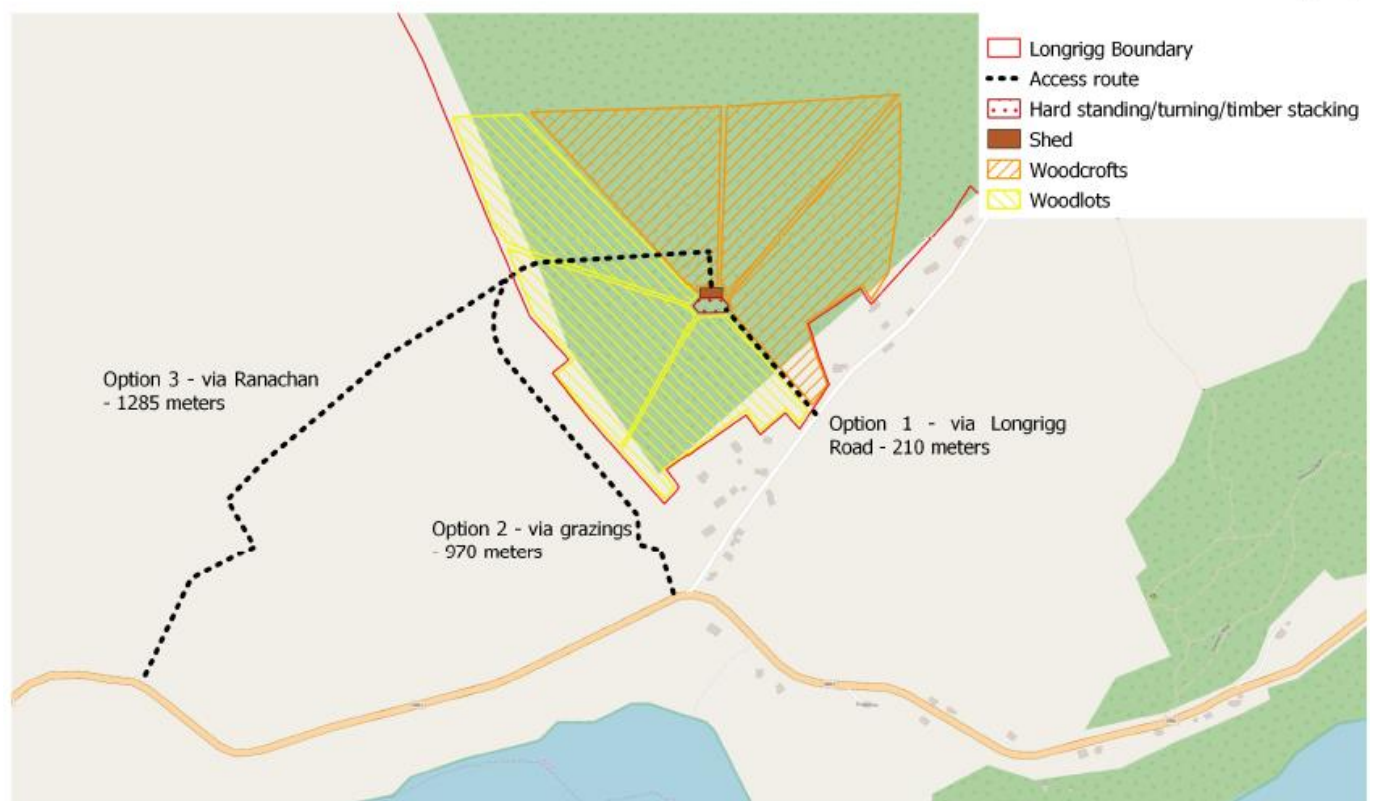 Longrigg Boundary
Access route
Hard standing/turning/timber stacking
Shed
Woodcrofts
Woodlots
Option 3 - via Ranachan
- 1285 meters
Option 1 - via Longrigg
Road - 210 meters
Option 2 - via grazings
- 970 meters